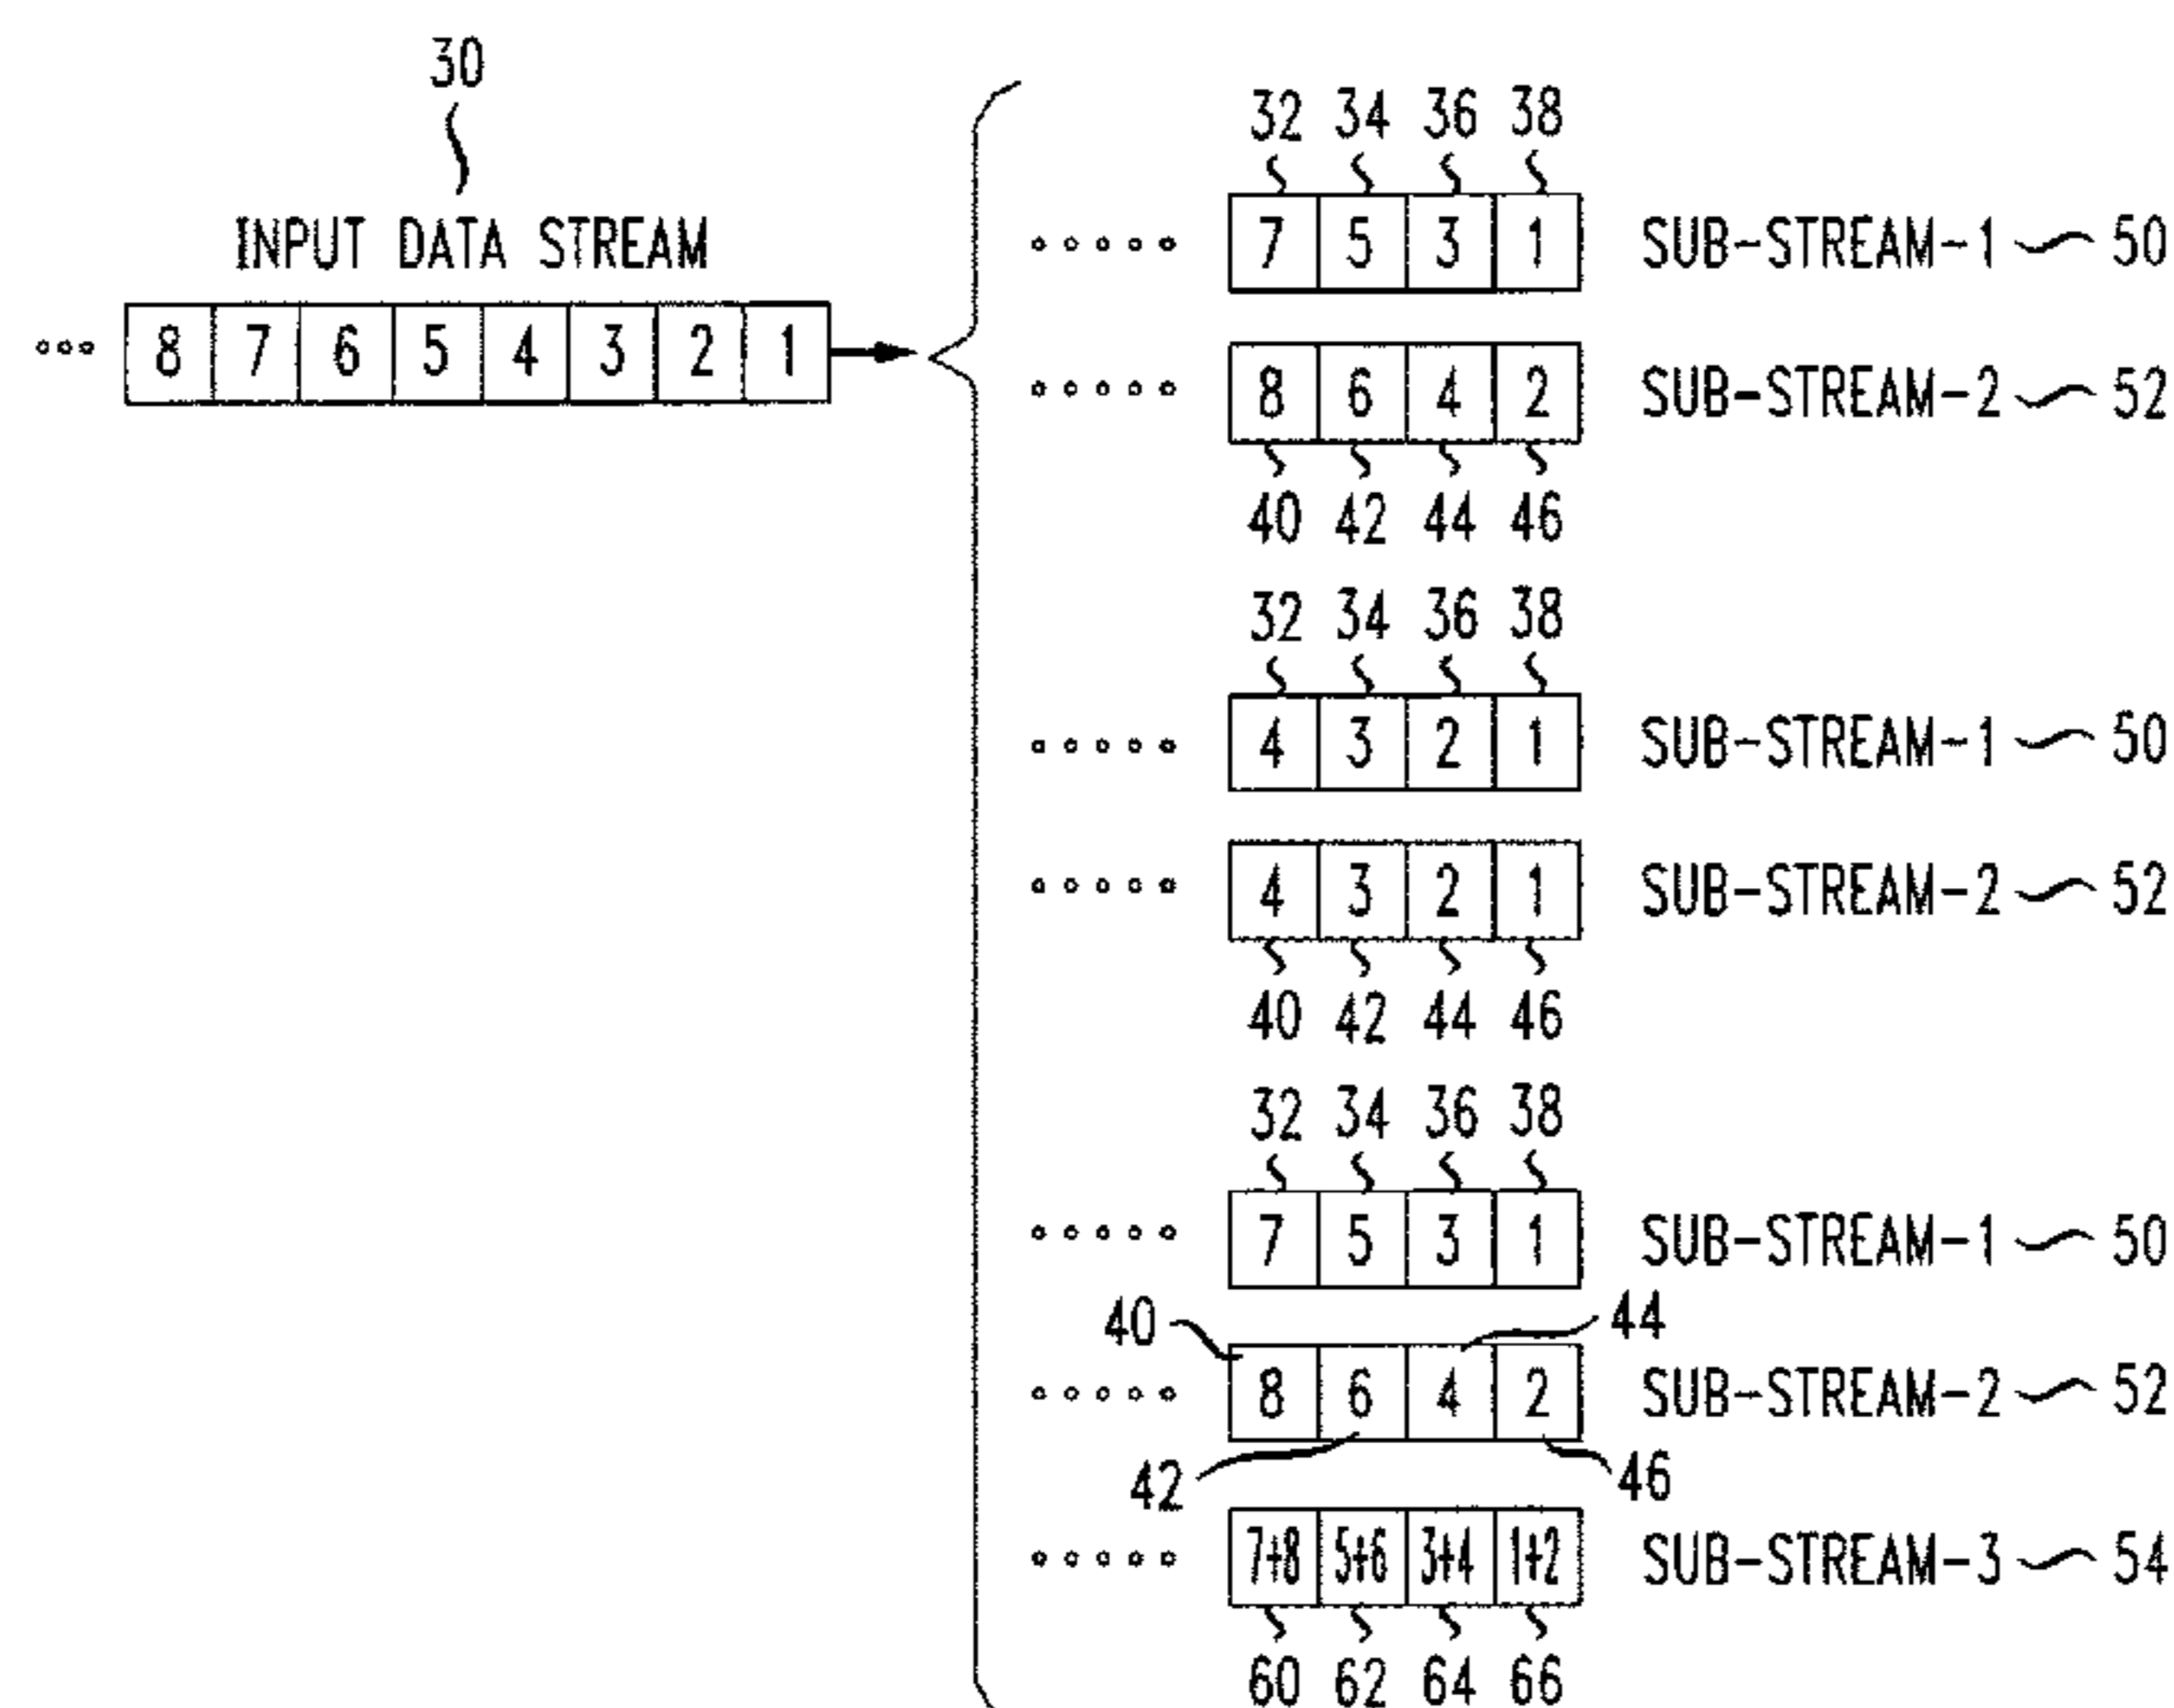 30
INPUT DATA STREAM
8 7 6 5 4 3 2 1
32 34 36 38
7 5 3 1 SUB-STREAM-1 50
8 6 4 2 SUB-STREAM-2 52
40 42 44 46
32 34 36 38
4 3 2 1 SUB-STREAM-1 50
4 3 2 1 SUB-STREAM-2 52
40 42 44 46
32 34 36 38
7 5 3 1 SUB-STREAM-1 50
40 44
8 6 4 2 SUB-STREAM-2 52
42 46
7+8 5+6 3+4 1+2 SUB-STREAM-3 54
60 62 64 66